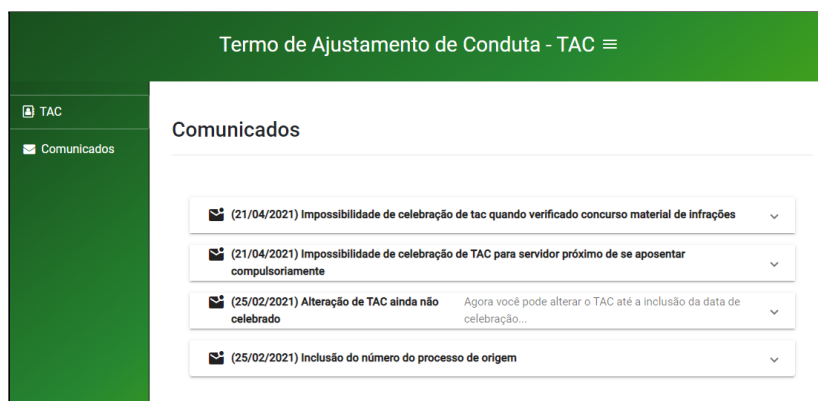 Termo de Ajustamento de Conduta - TAC
TAC
Comunicados
Comunicados
(21/04/2021) Impossibilidade de celebração de tac quando verificado concurso material de infrações
(21/04/2021) Impossibilidade de celebração de TAC para servidor próximo de se aposentar
compulsoriamente
(25/02/2021) Alteração de TAC ainda não
celebrado
Agora você pode alterar o TAC até a inclusão da data de
celebração...
(25/02/2021) Inclusão do número do processo de origem